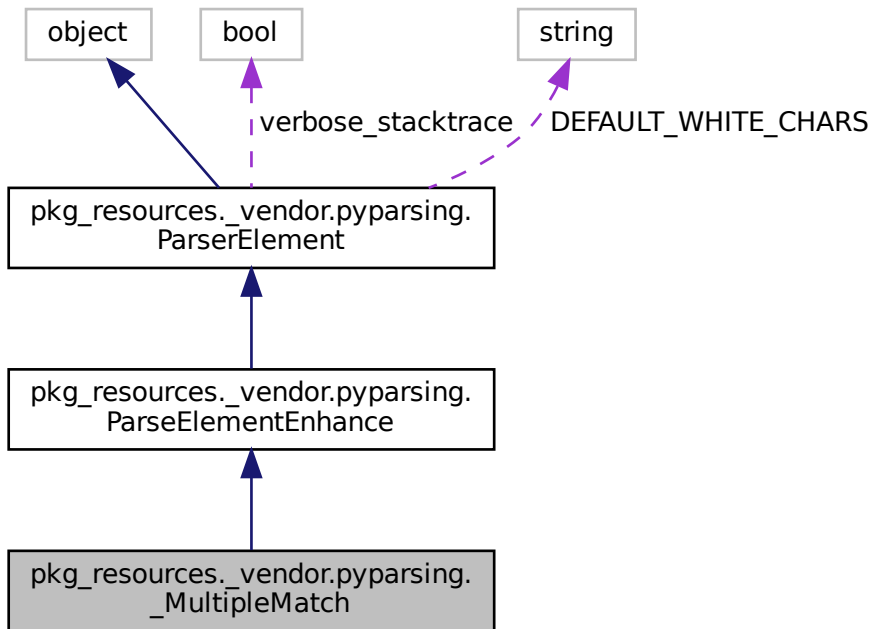 object
bool
string
verbose_stacktrace
DEFAULT_WHITE_CHARS
pkg_resources._vendor.pyparsing.
ParserElement
pkg_resources._vendor.pyparsing.
ParseElementEnhance
pkg_resources._vendor.pyparsing.
_MultipleMatch